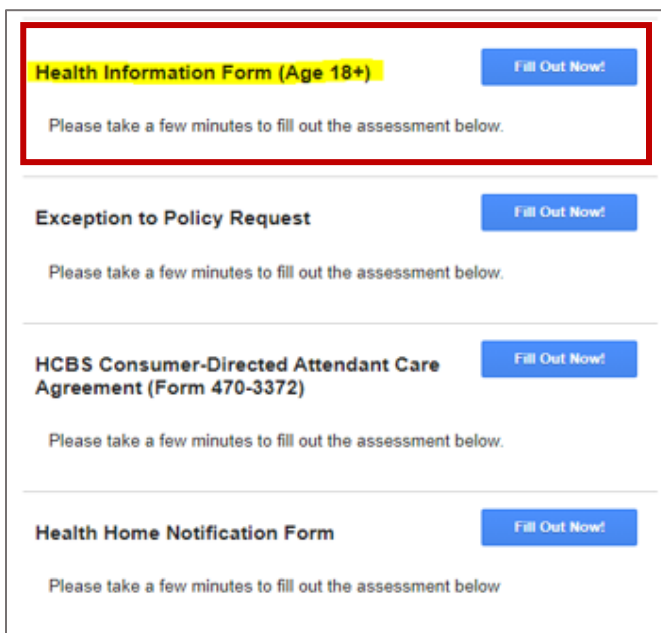 Health Information Form (Age 18+)
Fill Out Now!
Please take a few minutes to fill out the assessment below.
Exception to Policy Request
Fill Out Now!
Please take a few minutes to fill out the assessment below.
HCBS Consumer-Directed Attendant Care
Agreement (Form 470-3372)
Fill Out Now!
Please take a few minutes to fill out the assessment below.
Health Home Notification Form
Fill Out Now!
Please take a few minutes to fill out the assessment below